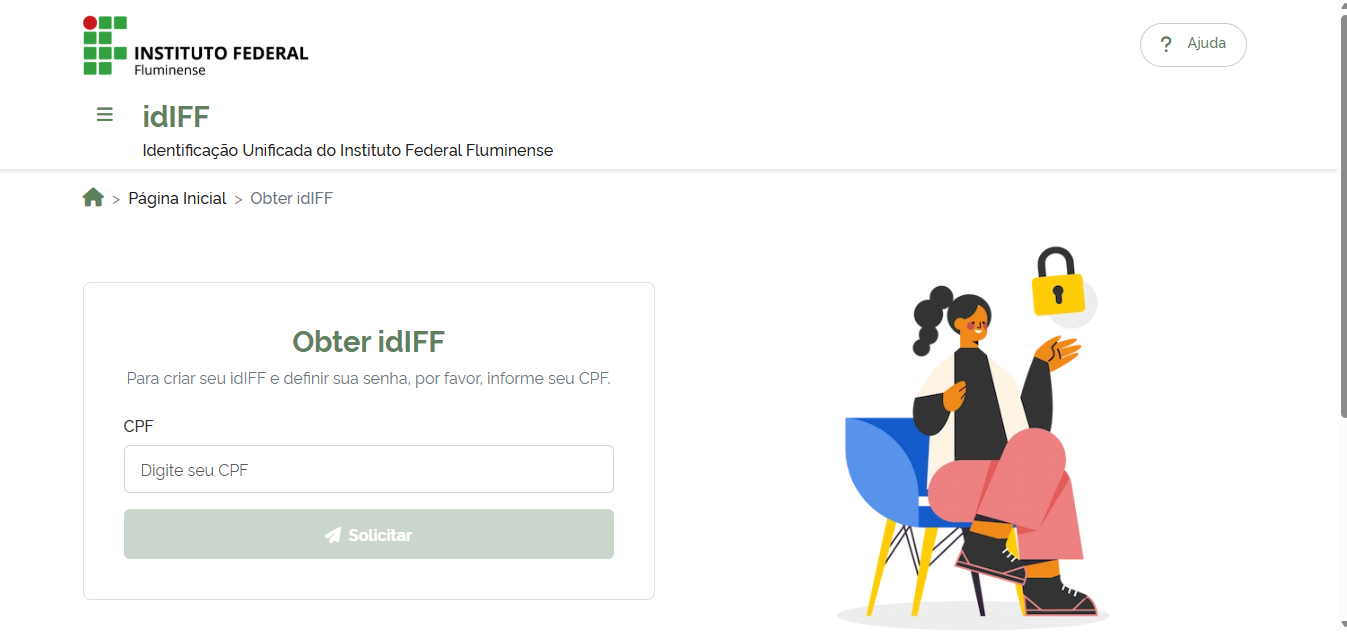 INSTITUTO FEDERAL
Fluminense
? Ajuda
idIFF
Identificação Unificada do Instituto Federal Fluminense
> Página Inicial > Obter idIFF
Obter idIFF
Para criar seu idIFF e definir sua senha, por favor, informe seu CPF.
CPF
Digite seu CPF
Solicitar